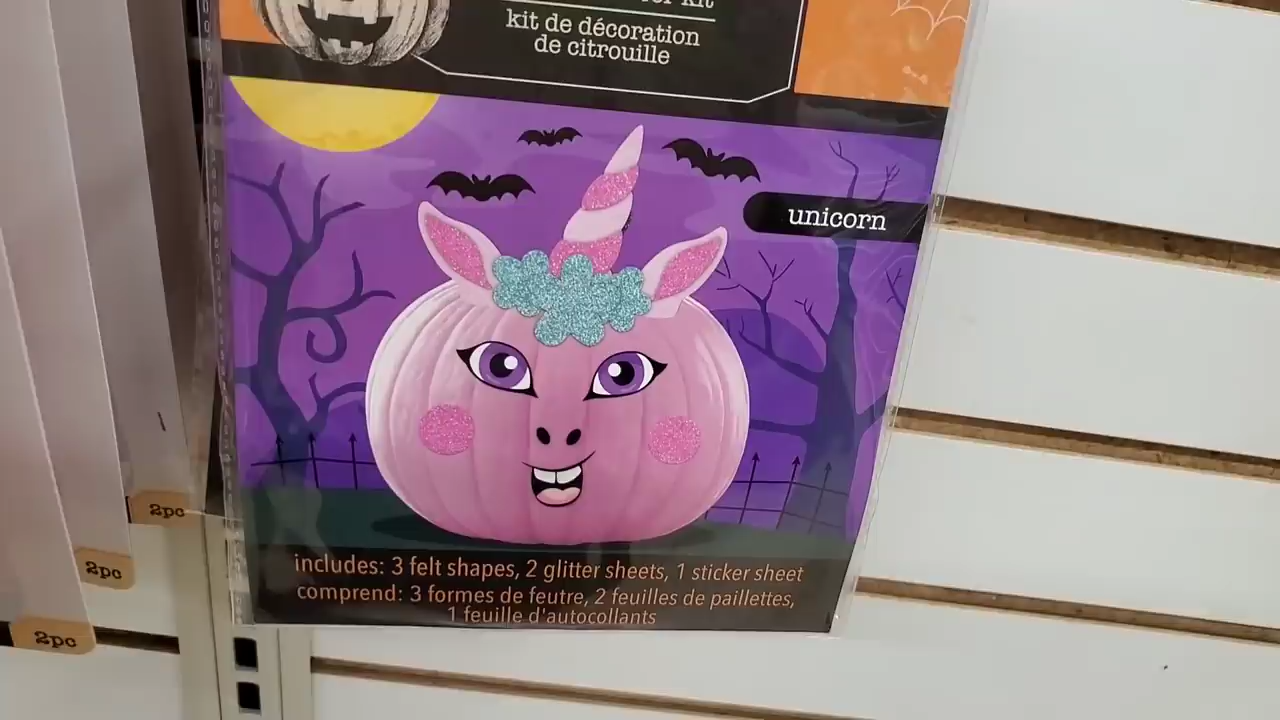 kit
kit de décoration
de citrouille
unicorn
2pc
2pc
2pc
includes: 3 felt shapes, 2 glitter sheets, 1 sticker sheet
comprend: 3 formes de feutre, 2 feuilles de paillettes,
1 feuille d'autocollants